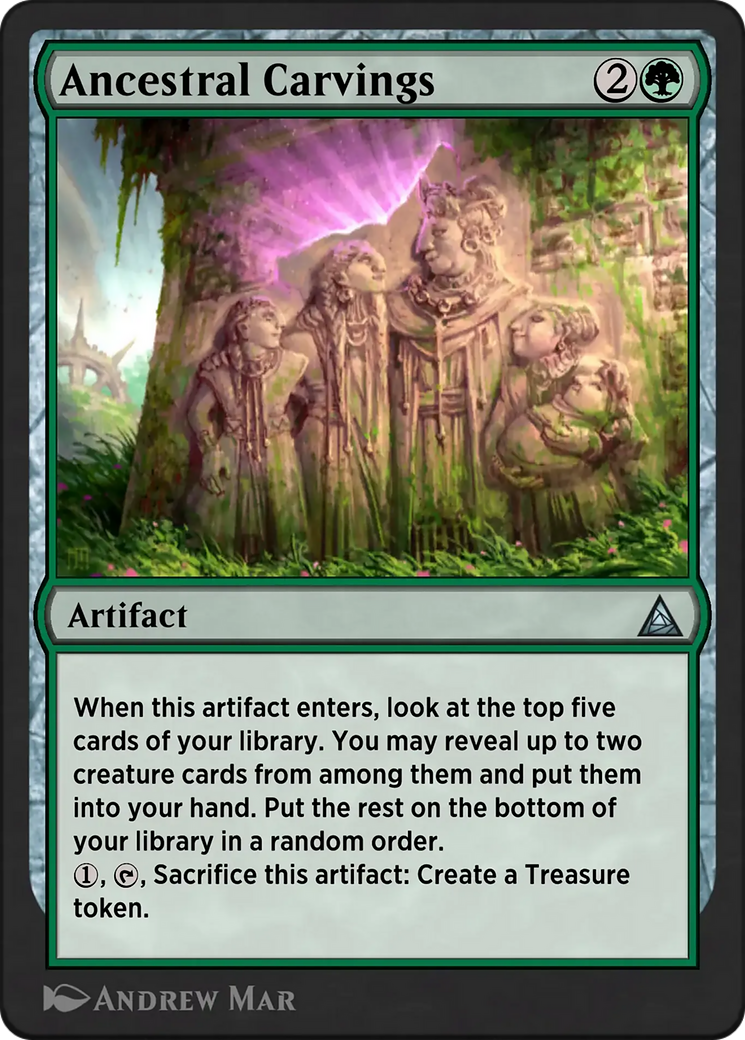 Ancestral Carvings 2
Artifact
When this artifact enters, look at the top five
cards of your library. You may reveal up to two
creature cards from among them and put them
into your hand. Put the rest on the bottom of
your library in a random order.
1, , Sacrifice this artifact: Create a Treasure
token.
Andrew Mar